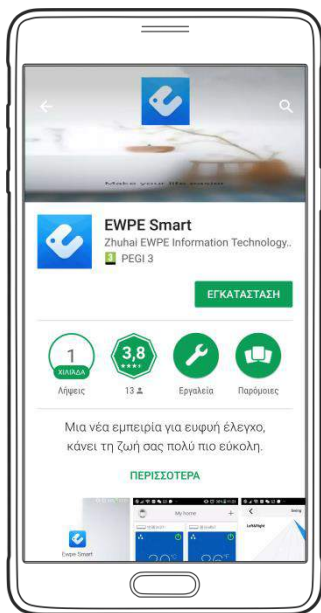 Make your life easier
EWPE Smart
Zhuhai EWPE Information Technology..
3 PEGI 3
ΕΓΚΑΤΑΣΤΑΣΗ
1
ΧΙΛΙΑΔΑ
3,8
Λήψεις
13
Εργαλεία
Παρόμοιες
Μια νέα εμπειρία για ευφυή έλεγχο,
κάνει τη ζωή σας πολύ πιο εύκολη.
ΠΕΡΙΣΣΟΤΕΡΑ
My home
Ewpe Smart